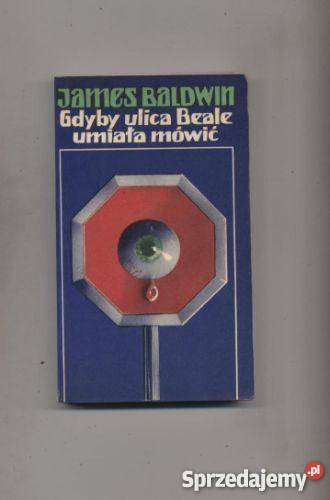 James Baldwin
Gdyby ulica Beale
umiała mówić
Sprzedajemy.pl